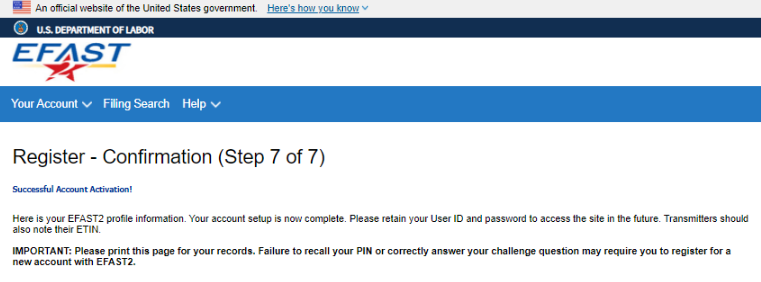 An official website of the United States government. Here's how you know
U.S. DEPARTMENT OF LABOR
EFAST
Your Account Filing Search Help
Register - Confirmation (Step 7 of 7)
Successful Account Activation!
Here is your EFAST2 profile information. Your account setup is now complete. Please retain your User ID and password to access the site in the future. Transmitters should
also note their ETIN.
IMPORTANT: Please print this page for your records. Failure to recall your PIN or correctly answer your challenge question may require you to register for a
new account with EFAST2.